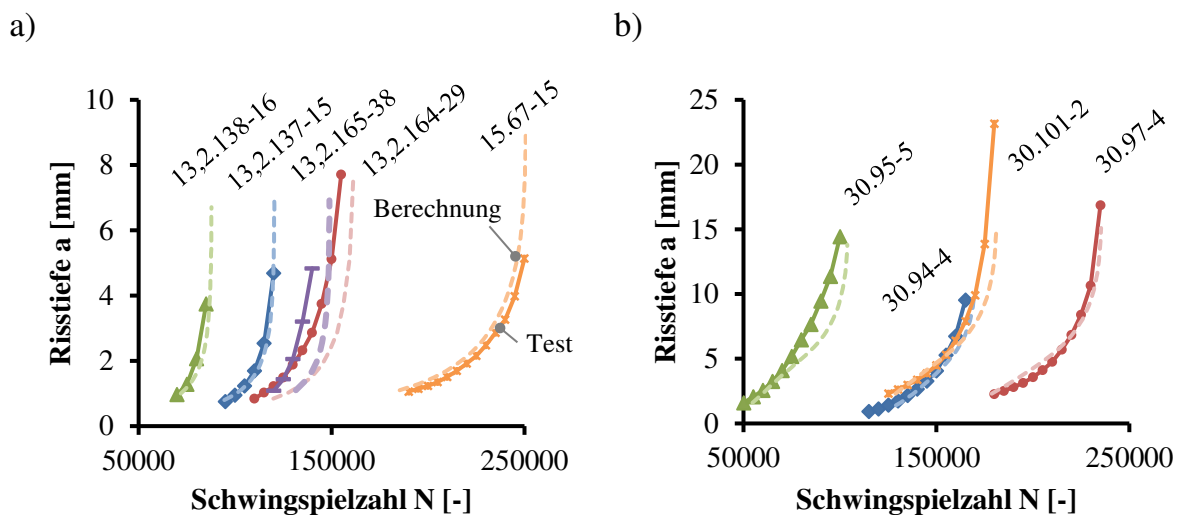 a)
Risstiefe a [mm]
10
8
6
4
2
0
13,2.138-16
13,2.137-15
13,2.165-38
13,2.164-29
15.67-15
Berechnung
Test
50000 150000 250000
Schwingspielzahl N [-]
b)
Risstiefe a [mm]
25
20
15
10
5
0
30.95-5
30.94-4
30.101-2
30.97-4
50000 150000 250000
Schwingspielzahl N [-]